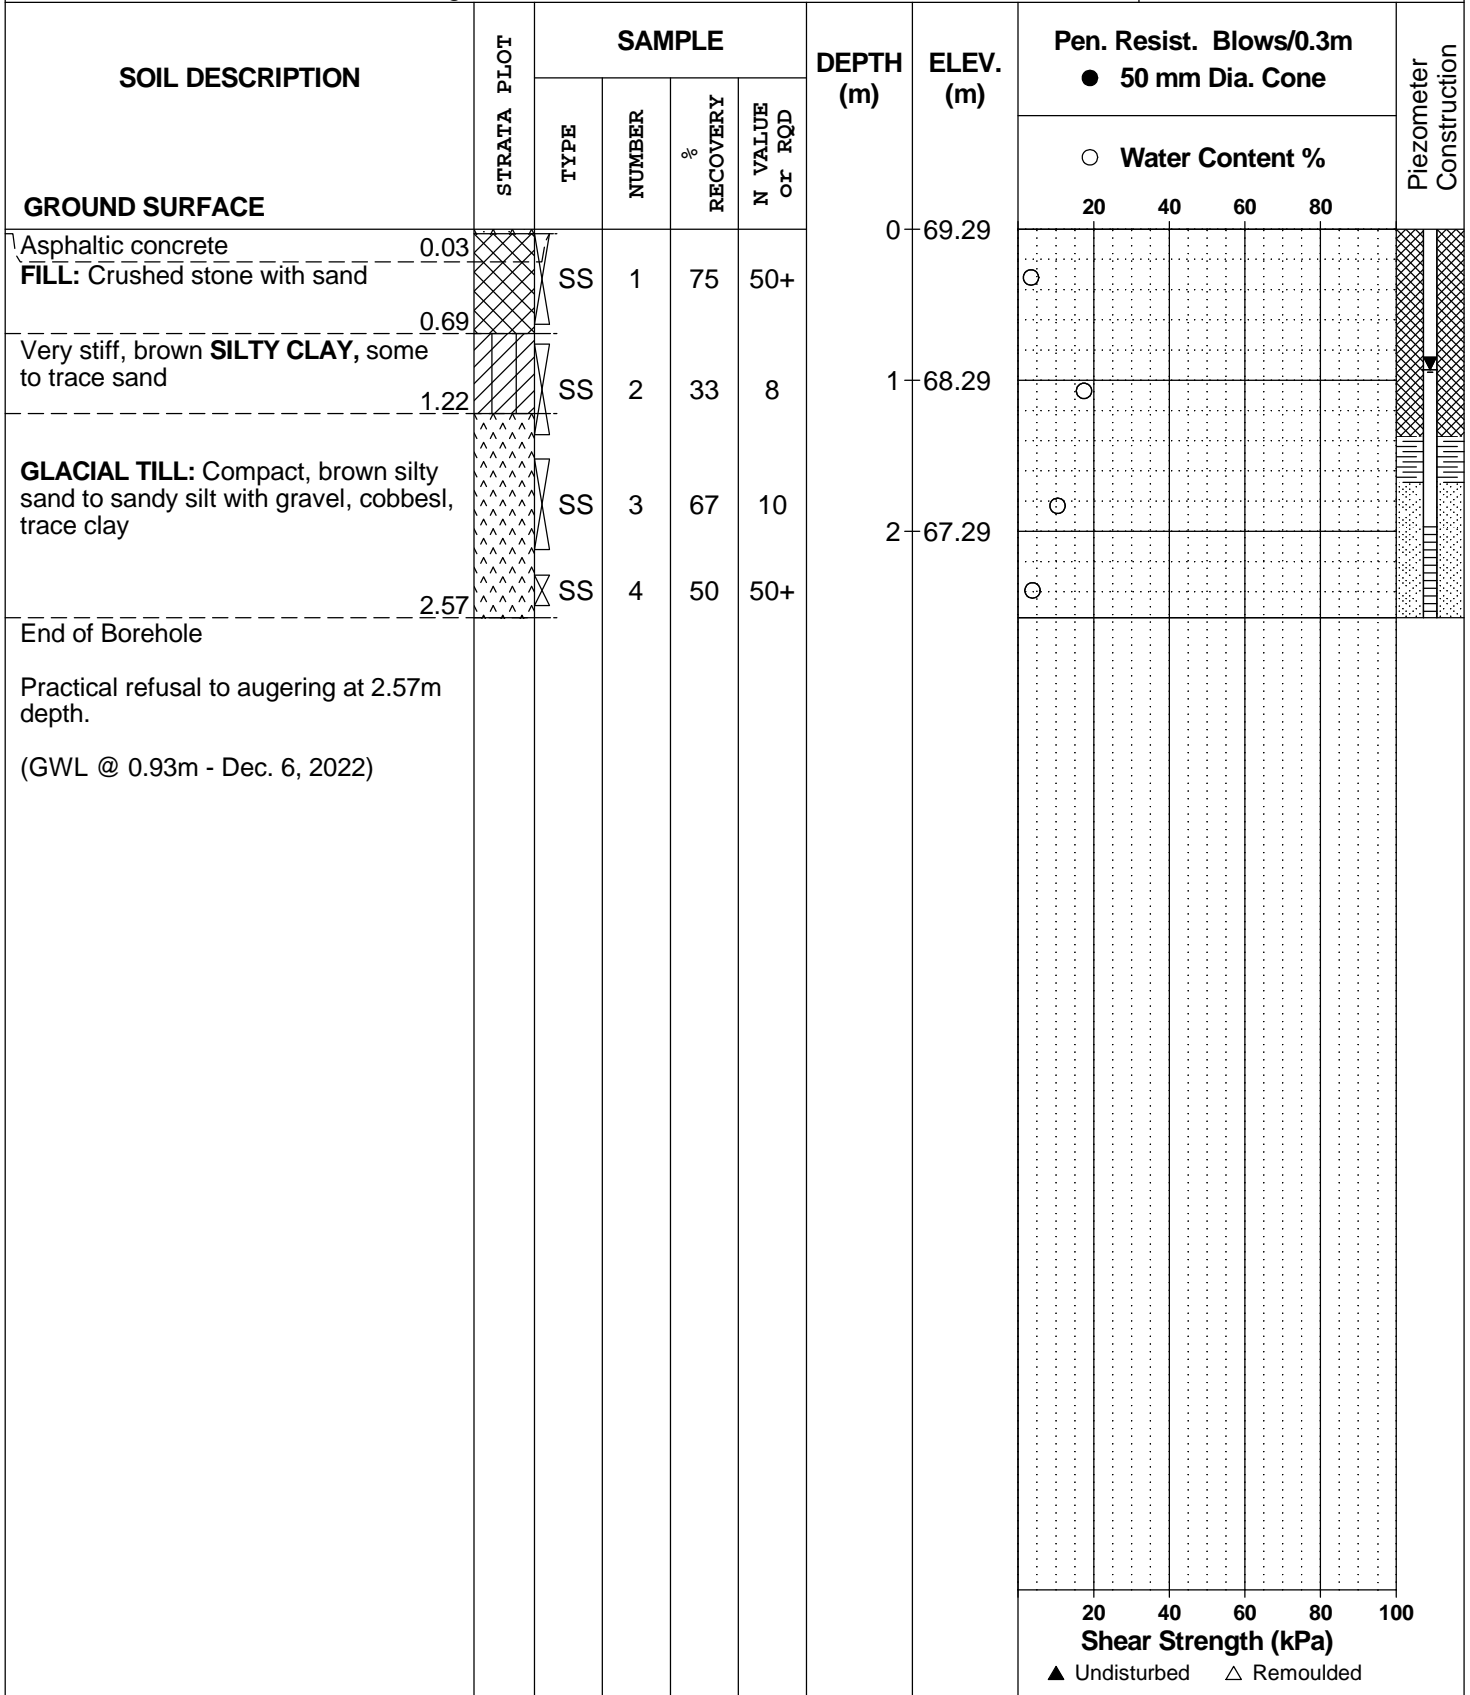 SOIL DESCRIPTION
GROUND SURFACE
STRATA PLOT
SAMPLE
TYPE
NUMBER
%
RECOVERY
N VALUE
or RQD
DEPTH
(m)
ELEV.
(m)
Pen. Resist. Blows/0.3m
● 50 mm Dia. Cone
○ Water Content %
20 40 60 80
Piezometer
Construction
0 69.29
Asphaltic concrete 0.03
FILL: Crushed stone with sand
0.69
SS 1 75 50+
Very stiff, brown SILTY CLAY, some
to trace sand
1.22
SS 2 33 8
1 68.29
GLACIAL TILL: Compact, brown silty
sand to sandy silt with gravel, cobbesl,
trace clay
2.57
SS 3 67 10
2 67.29
SS 4 50 50+
End of Borehole
Practical refusal to augering at 2.57m
depth.
(GWL @ 0.93m - Dec. 6, 2022)
20 40 60 80 100
Shear Strength (kPa)
▲ Undisturbed △ Remoulded